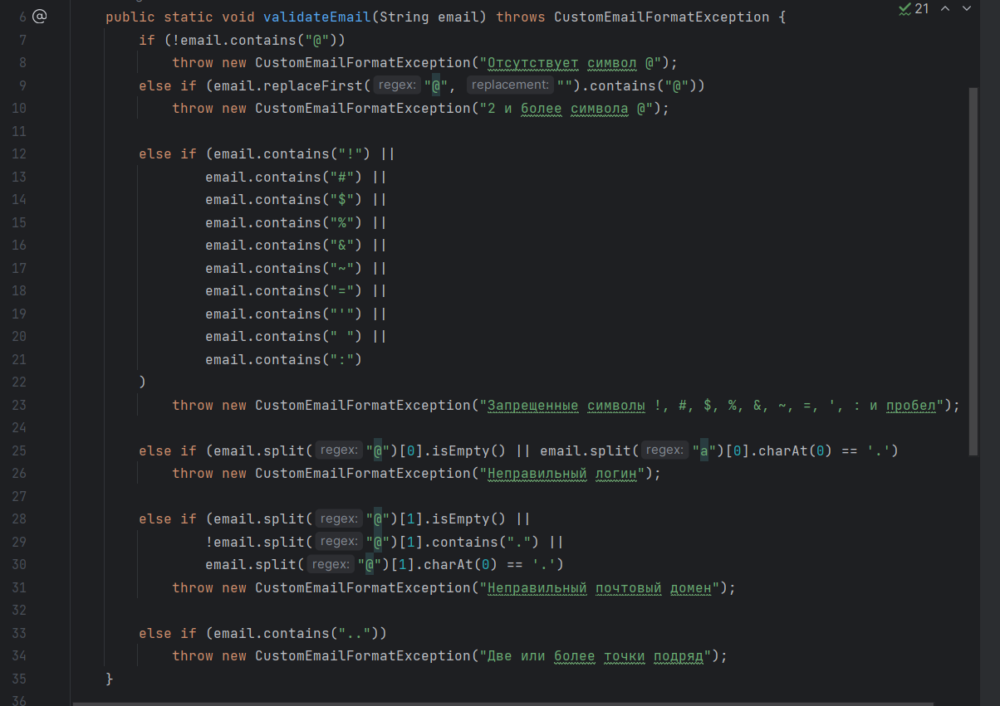 6 @ public static void validateEmail(String email) throws CustomEmailFormatException { 21
7 if (!email.contains("@"))
8 throw new CustomEmailFormatException("Отсутствует символ @");
9 else if (email.replaceFirst( regex: "@", replacement: "").contains("@"))
10 throw new CustomEmailFormatException("2 и более символа @");
11
12 else if (email.contains("!") ||
13 email.contains("#") ||
14 email.contains("$") ||
15 email.contains("%") ||
16 email.contains("&") ||
17 email.contains("~") ||
18 email.contains("=") ||
19 email.contains("'") ||
20 email.contains(" ") ||
21 email.contains(":")
22 )
23 throw new CustomEmailFormatException("Запрещенные символы !, #, $, %, &, ~, =, ', : и пробел");
24
25 else if (email.split( regex: "@")[0].isEmpty() || email.split( regex: "a")[0].charAt(0) == '.')
26 throw new CustomEmailFormatException("Неправильный логин");
27
28 else if (email.split( regex: "@")[1].isEmpty() ||
29 !email.split( regex: "@")[1].contains(".") ||
30 email.split( regex: "@")[1].charAt(0) == '.')
31 throw new CustomEmailFormatException("Неправильный почтовый домен");
32
33 else if (email.contains(".."))
34 throw new CustomEmailFormatException("Две или более точки подряд");
35 }
36